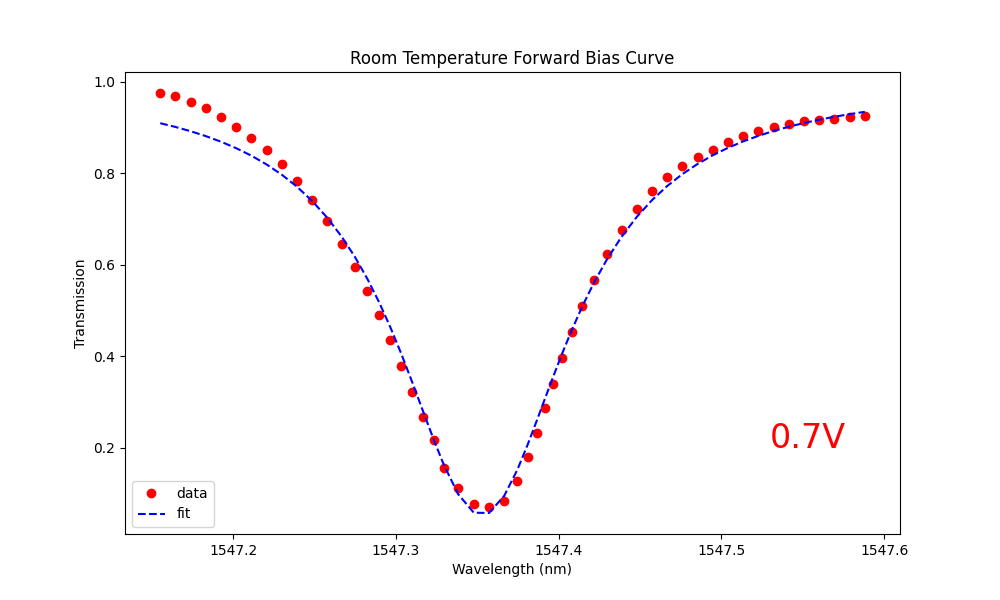 Room Temperature Forward Bias Curve
1.0
0.8
0.6
0.4
0.2
Transmission
0.7V
data
fit
1547.2 1547.3 1547.4 1547.5 1547.6
Wavelength (nm)